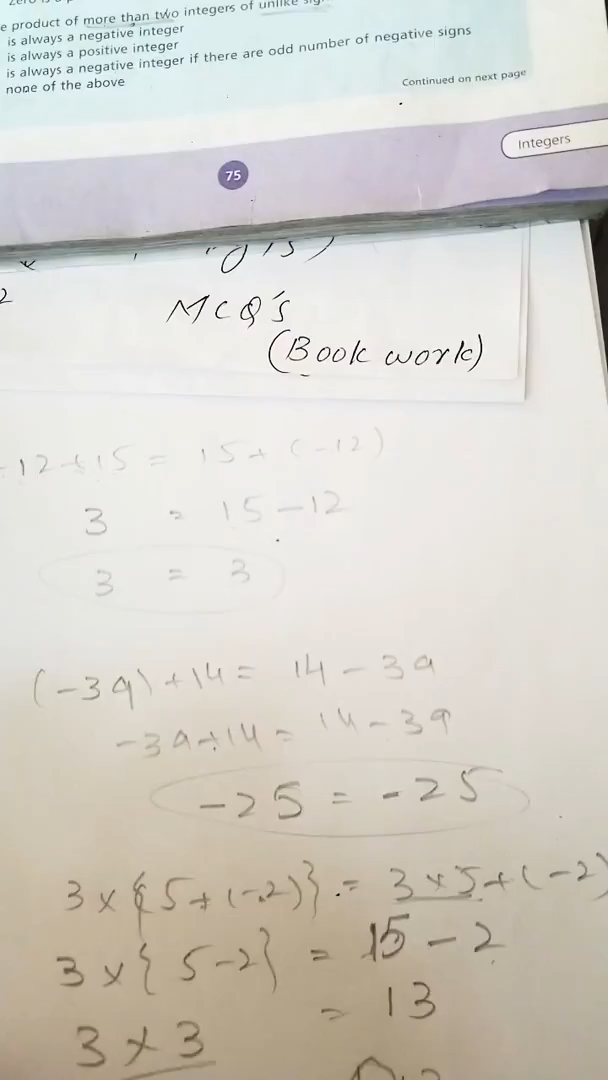 e product of more than two integers of unlike
is always a negative integer
is always a positive integer
is always a negative integer if there are odd number of negative signs
none of the above
Continued on next page
Integers
75
2
MCQ's
(Book work)
-12+15 = 15+(-12)
3 = 15-12
3 = 3
(-39)+14 = 14-39
-39+14 = 14-39
-25 = -25
3×{5+(-2)} = 3×5+(-2)
3×{5-2} = 15-2
= 13
3×3